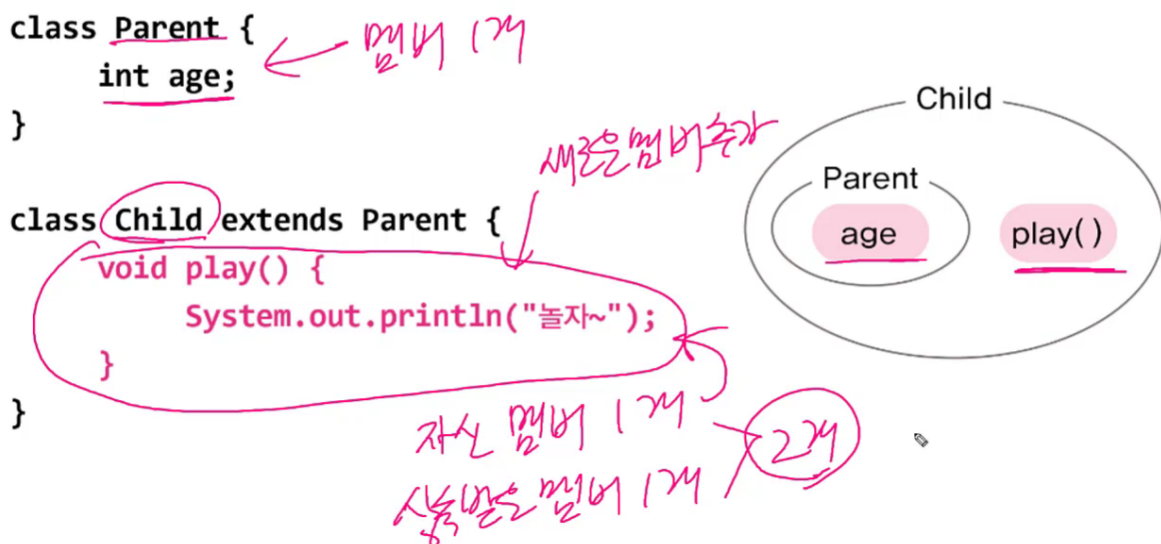 class Parent {
int age;
}
멤버 1개
새로운 멤버 추가
class Child extends Parent {
void play() {
System.out.println("놀자~");
}
}
자신 멤버 1개
상속받은 멤버 1개
2개
Child
Parent
age
play()